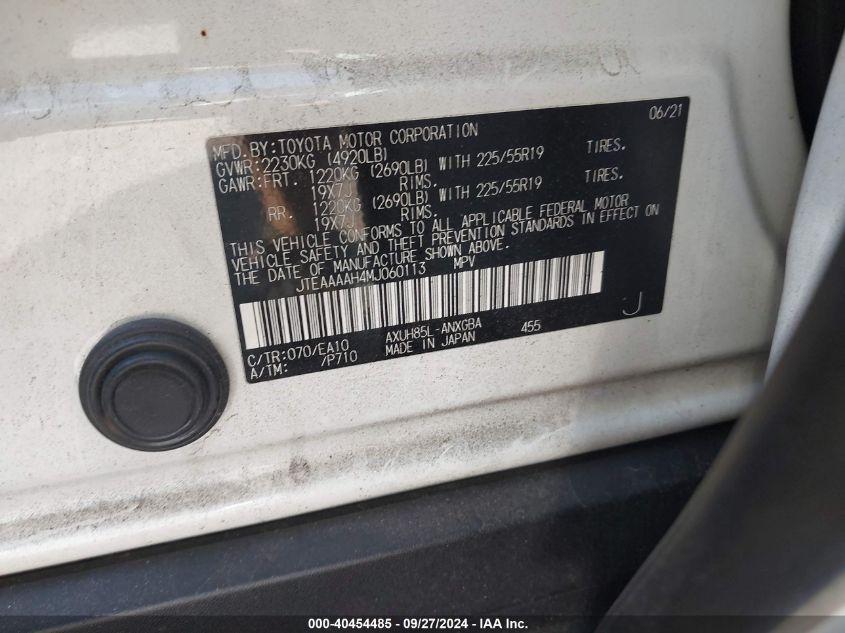 06/21
MFD.BY:TOYOTA MOTOR CORPORATION
GVWR:2230KG (4920LB)
GAWR:FRT. 1220KG (2690LB) WITH 225/55R19 TIRES.
19X7J RIMS.
RR. 1220KG (2690LB) WITH 225/55R19 TIRES.
19X7J RIMS.
THIS VEHICLE CONFORMS TO ALL APPLICABLE FEDERAL MOTOR
VEHICLE SAFETY AND THEFT PREVENTION STANDARDS IN EFFECT ON
THE DATE OF MANUFACTURE SHOWN ABOVE.
JTEAAAAH4MJ060113 MPV
C/TR:070/EA10 AXUH85L-ANXGBA 455 J
A/TM: /P710 MADE IN JAPAN
000-40454485 - 09/27/2024 - IAA Inc.